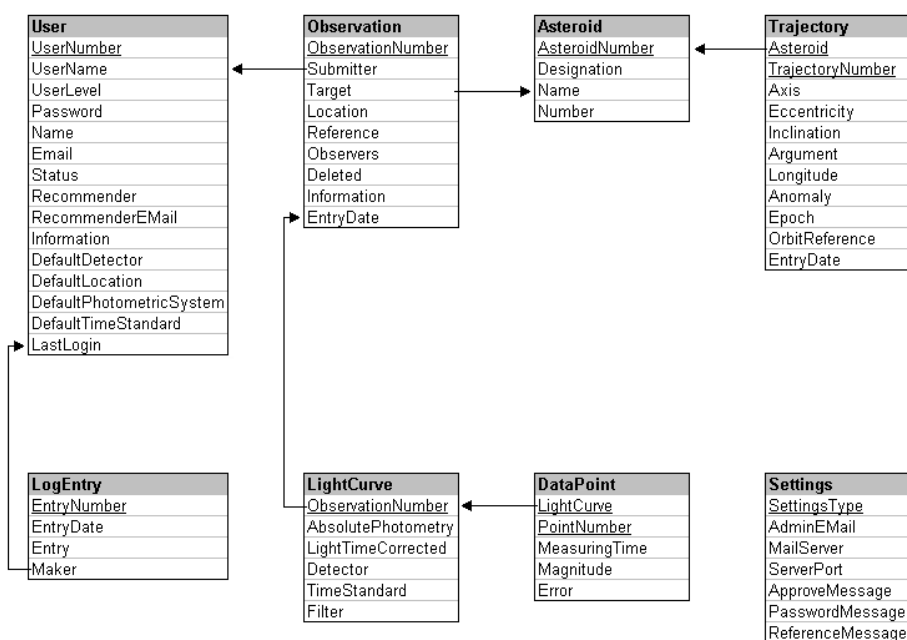 User
UserNumber
UserName
UserLevel
Password
Name
Email
Status
Recommender
RecommenderEMail
Information
DefaultDetector
DefaultLocation
DefaultPhotometricSystem
DefaultTimeStandard
LastLogin
Observation
ObservationNumber
Submitter
Target
Location
Reference
Observers
Deleted
Information
EntryDate
Asteroid
AsteroidNumber
Designation
Name
Number
Trajectory
Asteroid
TrajectoryNumber
Axis
Eccentricity
Inclination
Argument
Longitude
Anomaly
Epoch
OrbitReference
EntryDate
LogEntry
EntryNumber
EntryDate
Entry
Maker
LightCurve
ObservationNumber
AbsolutePhotometry
LightTimeCorrected
Detector
TimeStandard
Filter
DataPoint
LightCurve
PointNumber
MeasuringTime
Magnitude
Error
Settings
SettingsType
AdminEMail
MailServer
ServerPort
ApproveMessage
PasswordMessage
ReferenceMessage